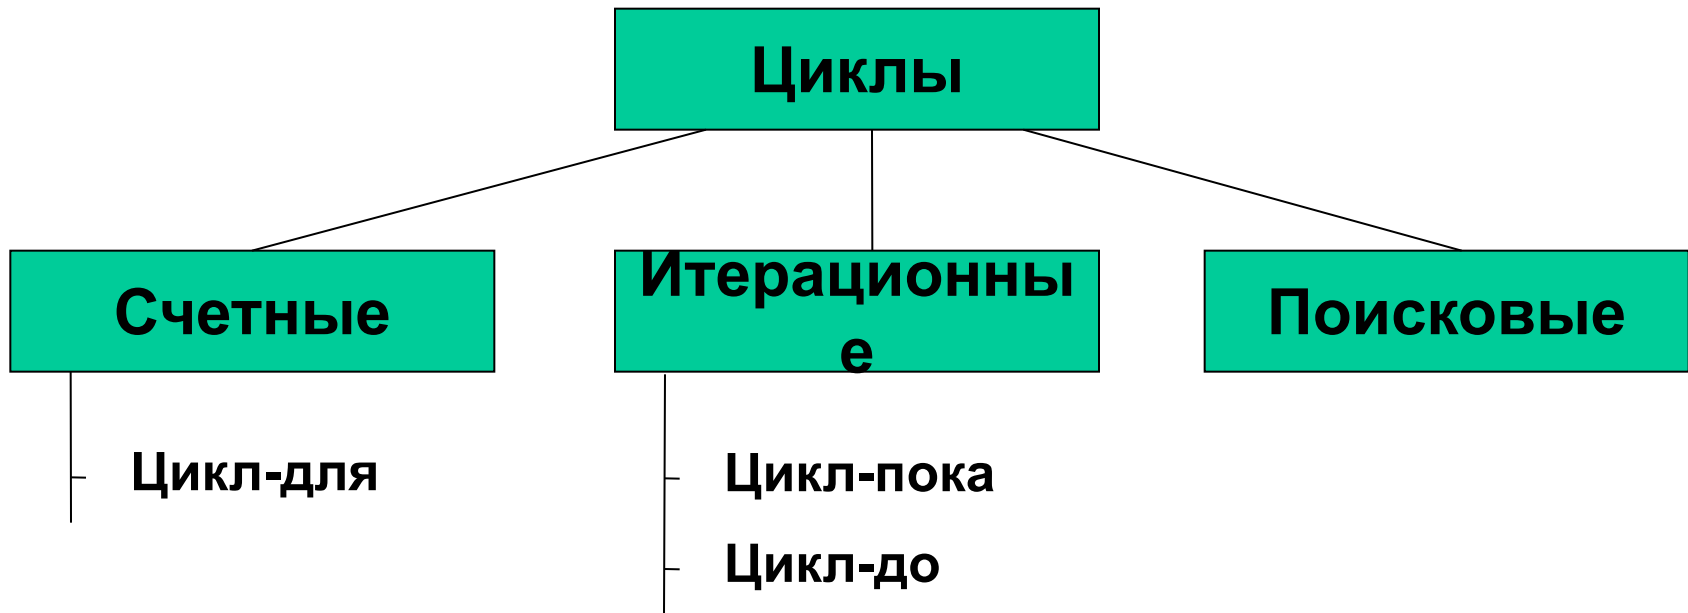 Циклы
Счетные
Итерационны
е
Поисковые
Цикл-для
Цикл-пока
Цикл-до